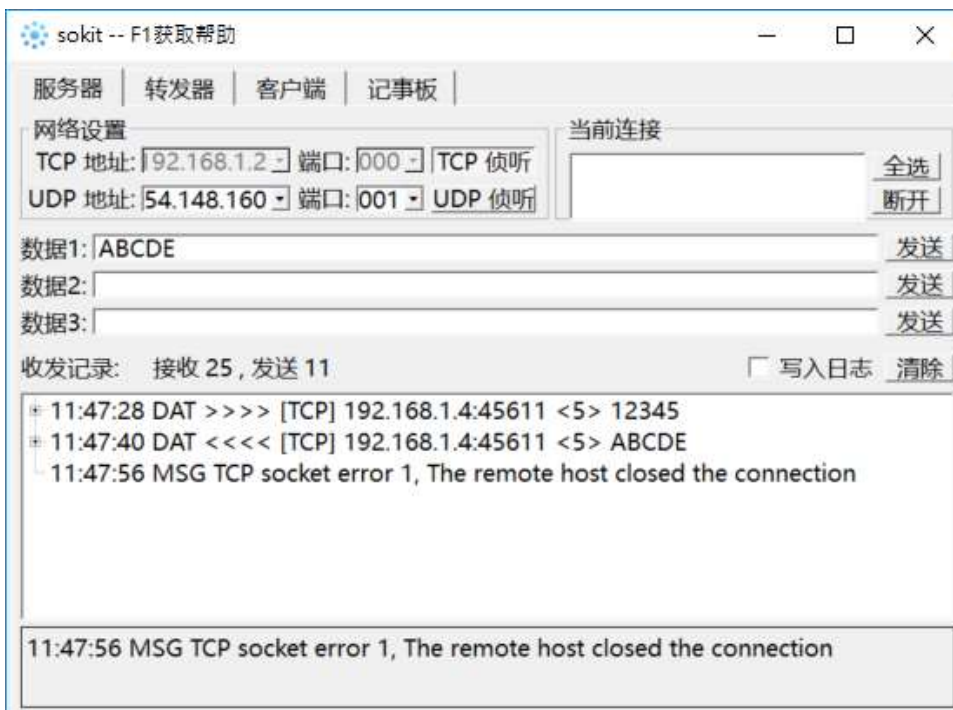 sokit -- F1获取帮助
服务器 转发器 客户端 记事板
网络设置
TCP 地址: 192.168.1.2 端口: 000 TCP 侦听
UDP 地址: 54.148.160 端口: 001 UDP 侦听
当前连接
全选
断开
数据1: ABCDE 发送
数据2: 发送
数据3: 发送
收发记录: 接收 25 , 发送 11 写入日志 清除
11:47:28 DAT >>>> [TCP] 192.168.1.4:45611 <5> 12345
11:47:40 DAT <<<< [TCP] 192.168.1.4:45611 <5> ABCDE
11:47:56 MSG TCP socket error 1, The remote host closed the connection
11:47:56 MSG TCP socket error 1, The remote host closed the connection